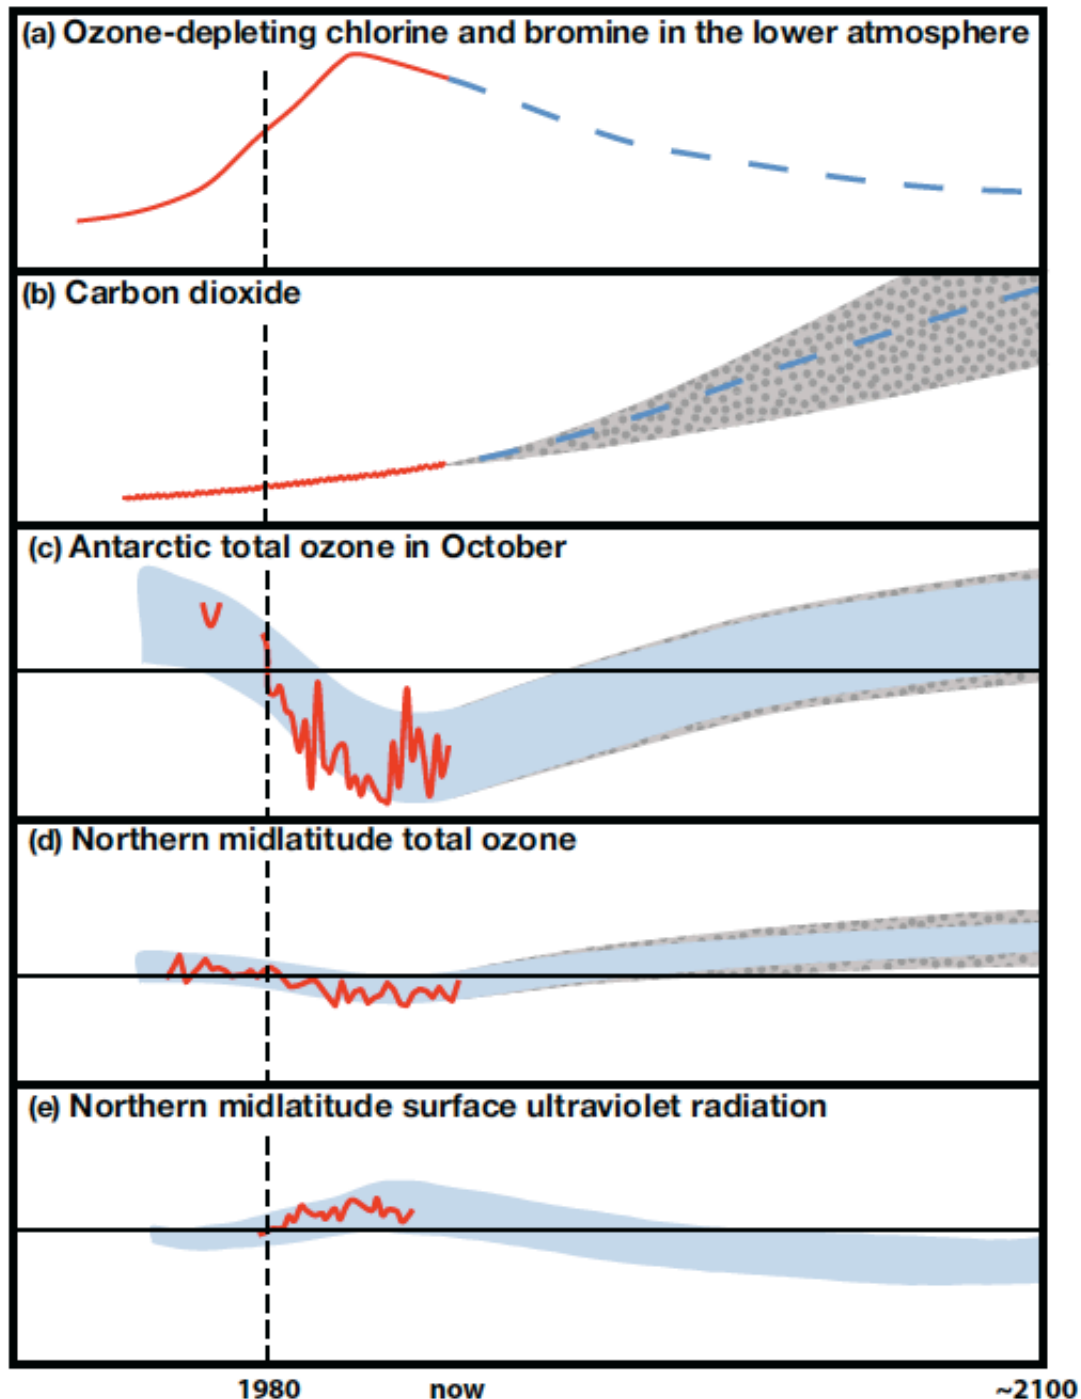 (a) Ozone-depleting chlorine and bromine in the lower atmosphere
(b) Carbon dioxide
(c) Antarctic total ozone in October
(d) Northern midlatitude total ozone
(e) Northern midlatitude surface ultraviolet radiation
1980 now ~2100